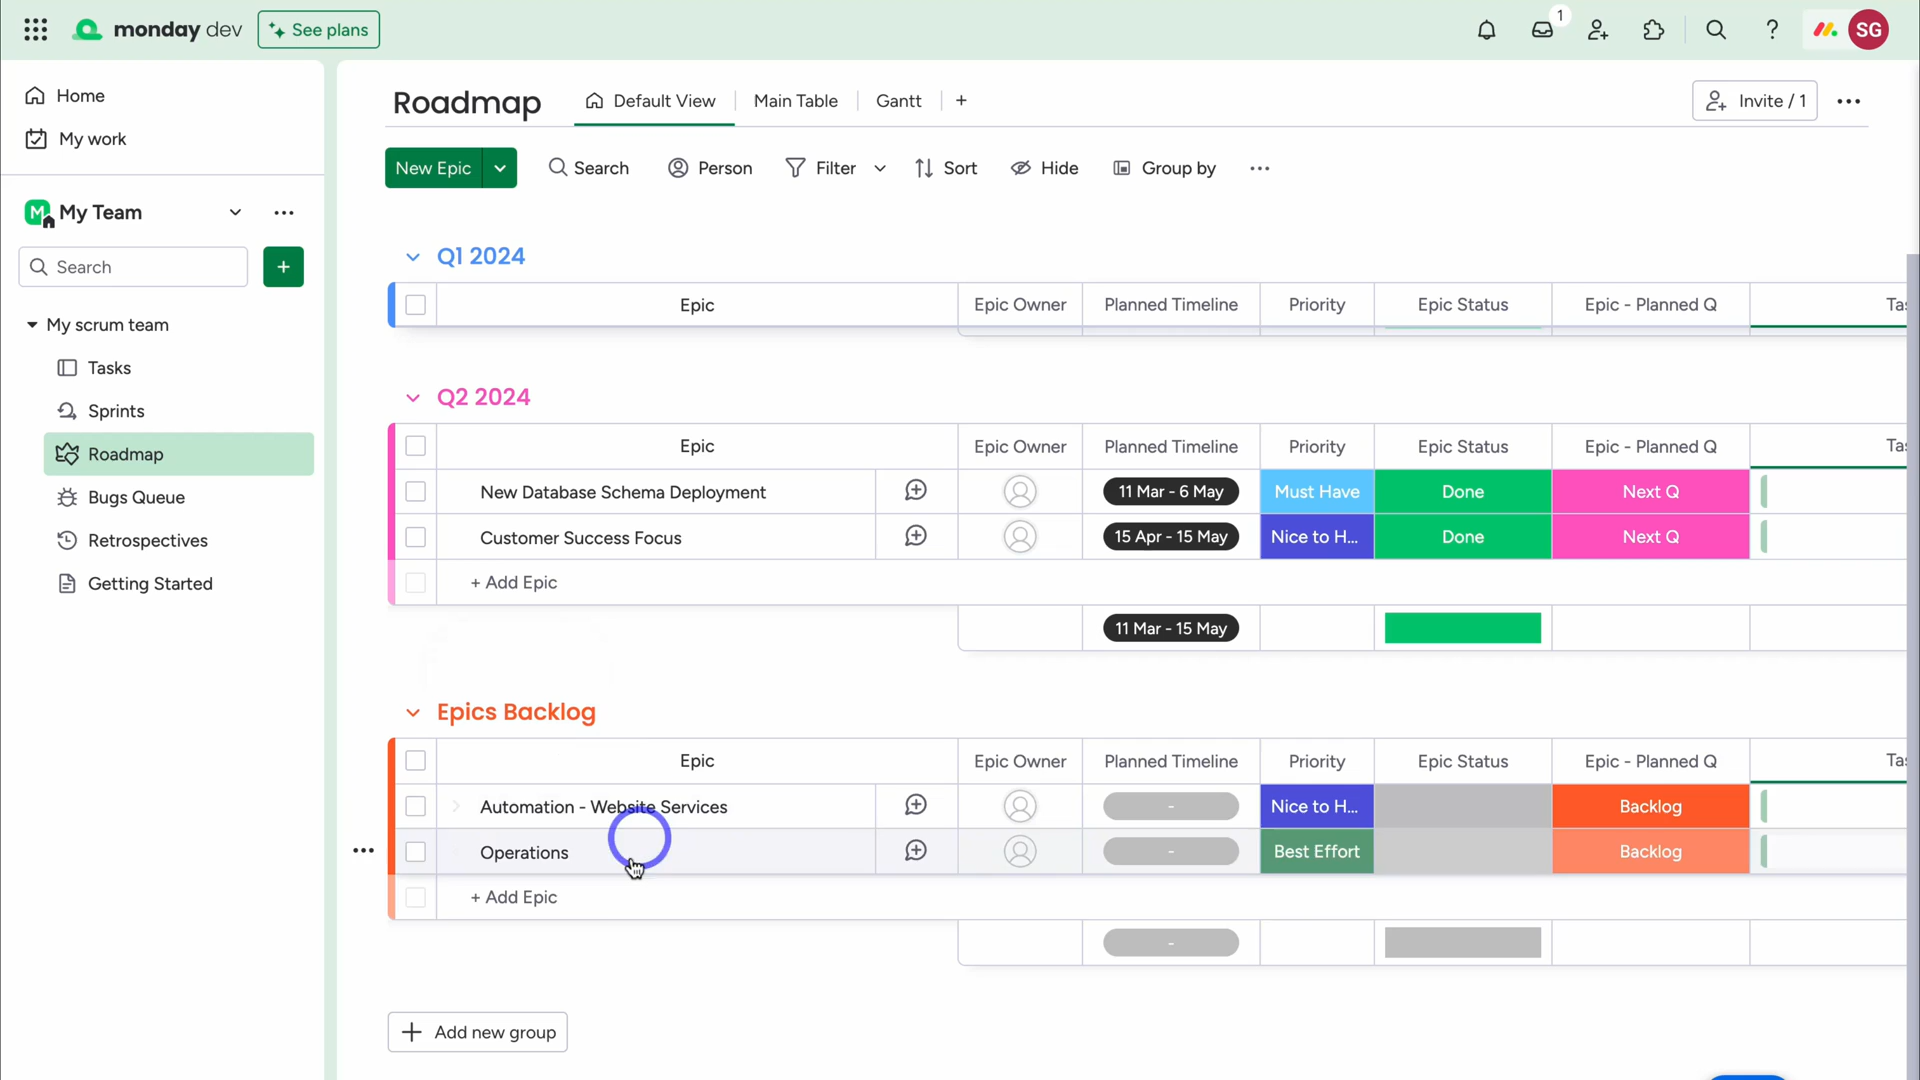 monday dev
See plans
1
SG
Home
My work
M
My Team
Search
My scrum team
Tasks
Sprints
Roadmap
Bugs Queue
Retrospectives
Getting Started
Roadmap
Default View
Main Table
Gantt
Invite / 1
New Epic
Search
Person
Filter
Sort
Hide
Group by
Q1 2024
Epic
Epic Owner
Planned Timeline
Priority
Epic Status
Epic - Planned Q
Tas
Q2 2024
Epic
Epic Owner
Planned Timeline
Priority
Epic Status
Epic - Planned Q
Tas
New Database Schema Deployment
11 Mar - 6 May
Must Have
Done
Next Q
Customer Success Focus
15 Apr - 15 May
Nice to H...
Done
Next Q
+ Add Epic
11 Mar - 15 May
Epics Backlog
Epic
Epic Owner
Planned Timeline
Priority
Epic Status
Epic - Planned Q
Tas
Automation - Website Services
-
Nice to H...
Backlog
Operations
-
Best Effort
Backlog
+ Add Epic
-
Add new group